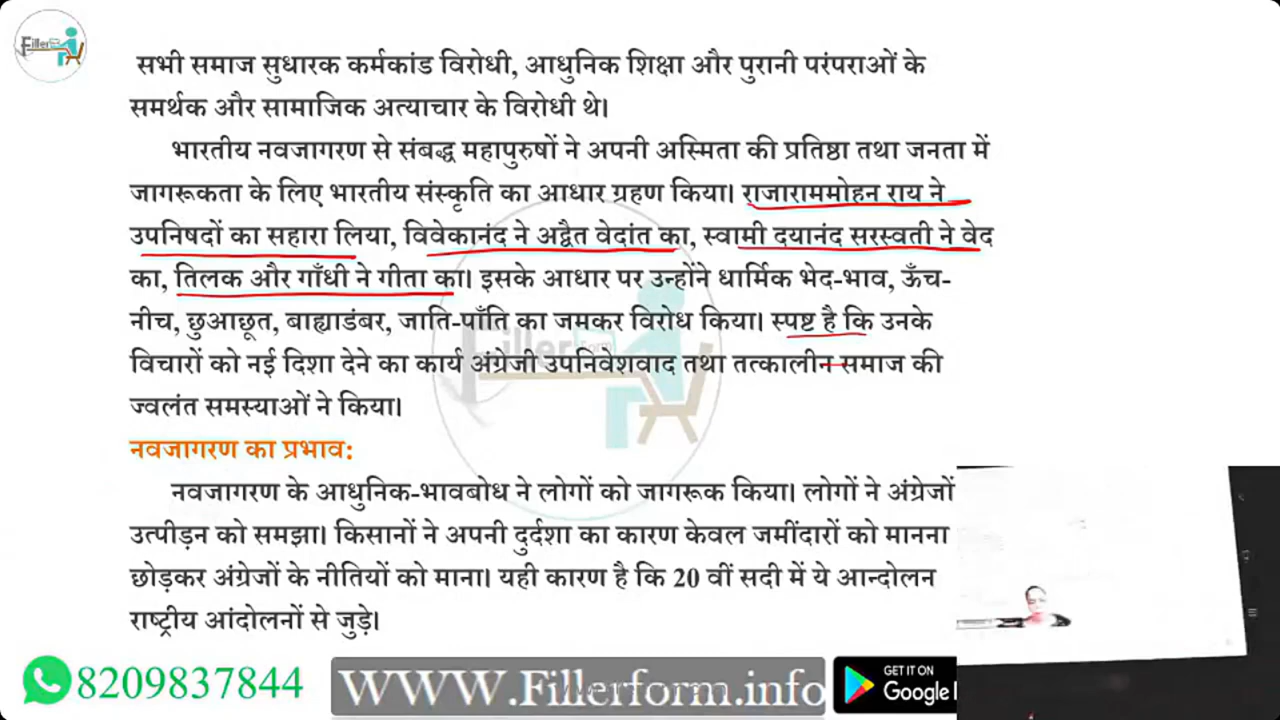 Filler
सभी समाज सुधारक कर्मकांड विरोधी, आधुनिक शिक्षा और पुरानी परंपराओं के
समर्थक और सामाजिक अत्याचार के विरोधी थे।
भारतीय नवजागरण से संबद्ध महापुरुषों ने अपनी अस्मिता की प्रतिष्ठा तथा जनता में
जागरूकता के लिए भारतीय संस्कृति का आधार ग्रहण किया। राजाराममोहन राय ने
उपनिषदों का सहारा लिया, विवेकानंद ने अद्वैत वेदांत का, स्वामी दयानंद सरस्वती ने वेद
का, तिलक और गाँधी ने गीता का। इसके आधार पर उन्होंने धार्मिक भेद-भाव, ऊँच-
नीच, छुआछूत, बाह्याडंबर, जाति-पाँति का जमकर विरोध किया। स्पष्ट है कि उनके
विचारों को नई दिशा देने का कार्य अंग्रेजी उपनिवेशवाद तथा तत्कालीन समाज की
ज्वलंत समस्याओं ने किया।
नवजागरण का प्रभाव:
नवजागरण के आधुनिक-भावबोध ने लोगों को जागरूक किया। लोगों ने अंग्रेजों
उत्पीड़न को समझा। किसानों ने अपनी दुर्दशा का कारण केवल जमींदारों को मानना
छोड़कर अंग्रेजों के नीतियों को माना। यही कारण है कि 20 वीं सदी में ये आन्दोलन
राष्ट्रीय आंदोलनों से जुड़े।
8209837844
www.Fillerform.info
GET IT ON
Google